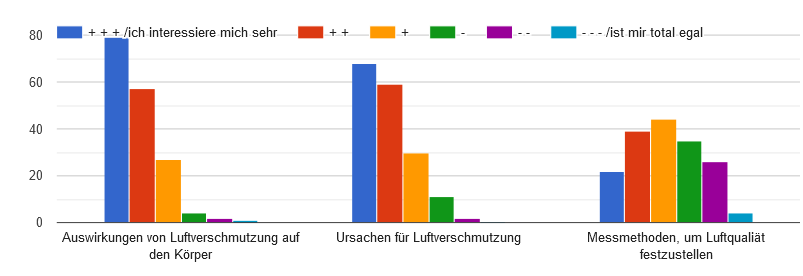 + + + /ich interessiere mich sehr + + + - - - - - - /ist mir total egal
80
60
40
20
0
Auswirkungen von Luftverschmutzung auf
den Körper
Ursachen für Luftverschmutzung
Messmethoden, um Luftqualiät
festzustellen